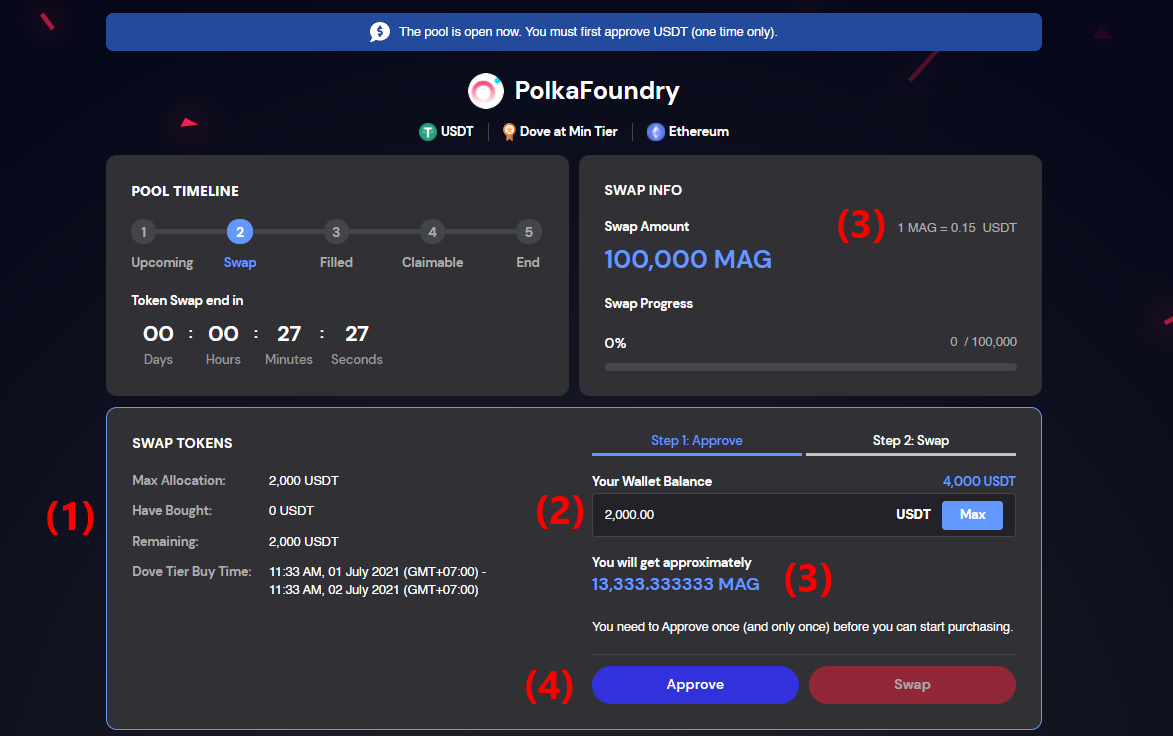 The pool is open now. You must first approve USDT (one time only).
PolkaFoundry
USDT
Dove at Min Tier
Ethereum
POOL TIMELINE
1 2 3 4 5
Upcoming Swap Filled Claimable End
Token Swap end in
00 : 00 : 27 : 27
Days Hours Minutes Seconds
SWAP INFO
Swap Amount
(3) 1 MAG = 0.15 USDT
100,000 MAG
Swap Progress
0% 0 / 100,000
(1)
SWAP TOKENS
Max Allocation: 2,000 USDT
Have Bought: 0 USDT
Remaining: 2,000 USDT
Dove Tier Buy Time: 11:33 AM, 01 July 2021 (GMT+07:00) -
11:33 AM, 02 July 2021 (GMT+07:00)
Step 1: Approve Step 2: Swap
Your Wallet Balance 4,000 USDT
(2) 2,000.00 USDT Max
You will get approximately
13,333.333333 MAG (3)
You need to Approve once (and only once) before you can start purchasing.
(4) Approve Swap